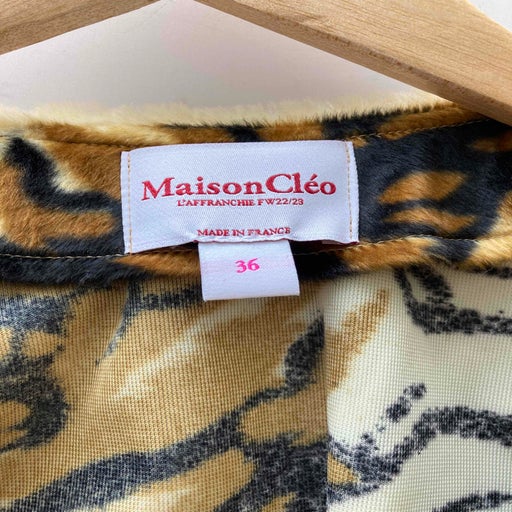 MaisonCléo
L'AFFRANCHIE FW22/23
MADE IN FRANCE
36